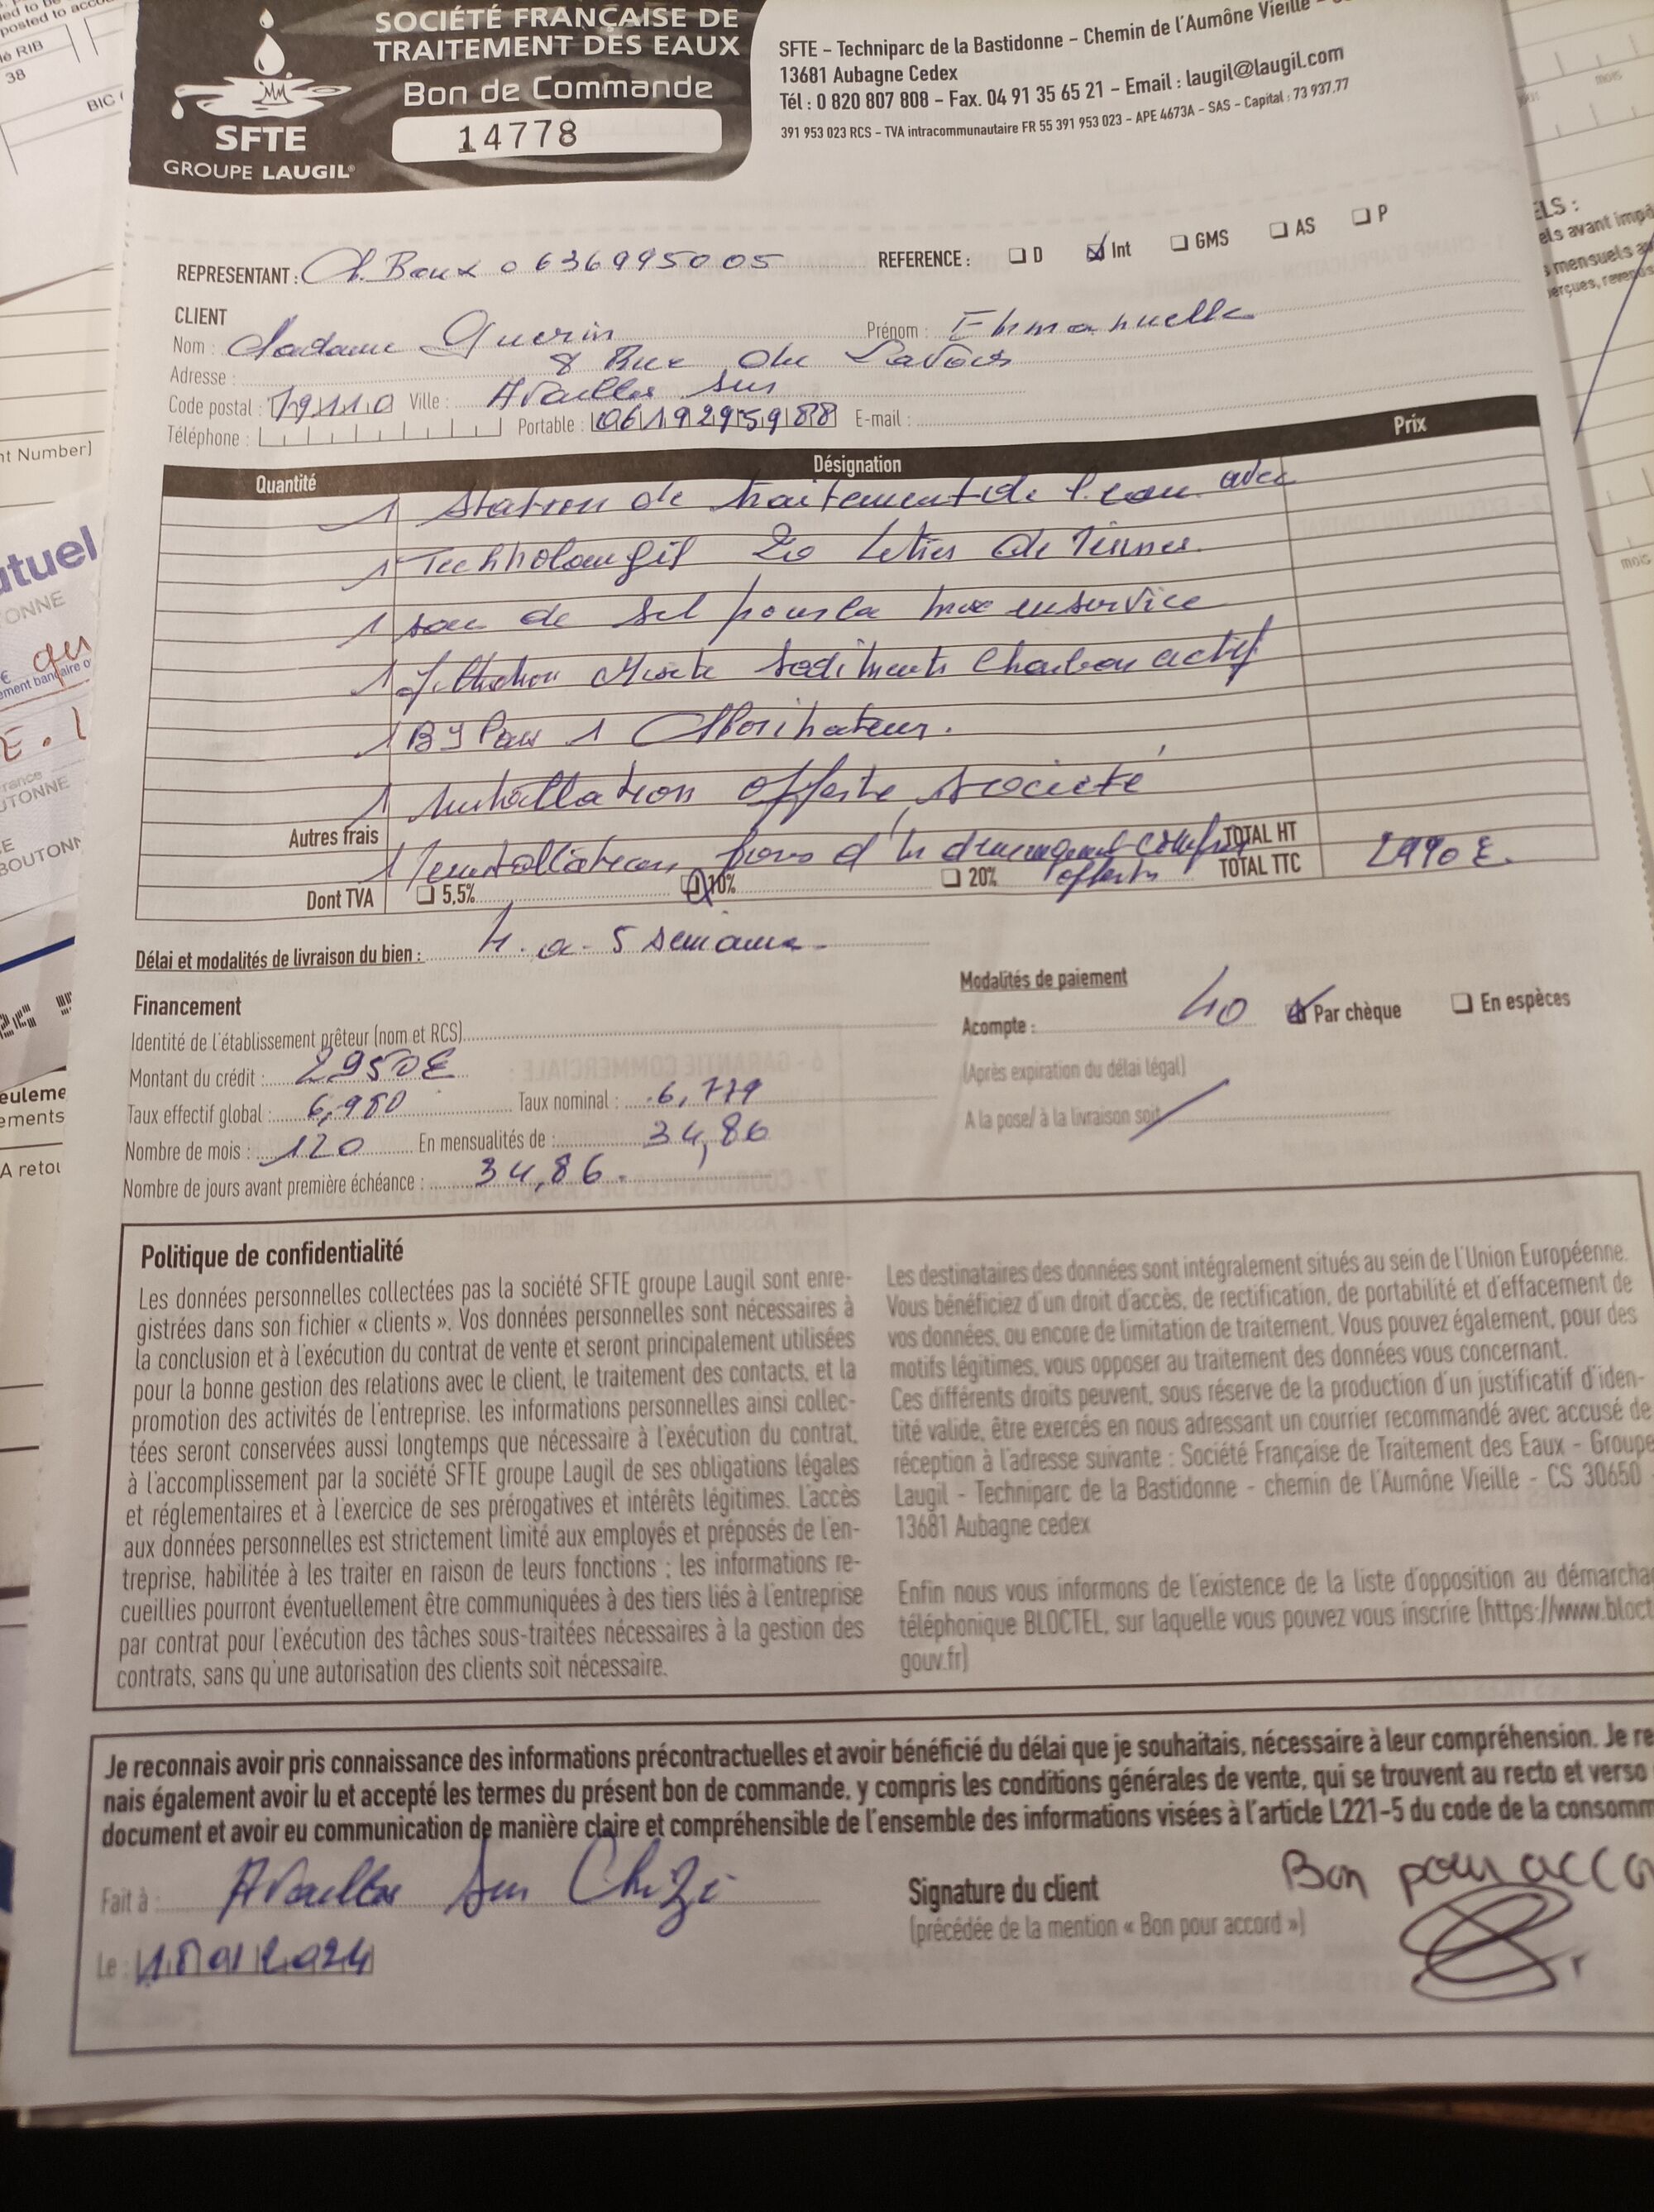 SOCIÉTÉ FRANÇAISE DE
TRAITEMENT DES EAUX
Bon de Commande
14778
SFTE
GROUPE LAUGIL
SFTE – Techniparc de la Bastidonne – Chemin de l'Aumône Vieille
13681 Aubagne Cedex
Tél : 0 820 807 808 – Fax. 04 91 35 65 21 – Email : laugil@laugil.com
391 953 023 RCS – TVA intracommunautaire FR 55 391 953 023 – APE 4673A – SAS – Capital : 73 937,77
REPRESENTANT : Ch. Boux 0636995005 REFERENCE : D Int GMS AS P
CLIENT
Nom : Madame Guerin Prénom : Emmanuelle
Adresse : 8 Rue du Lavoir
Code postal : 79110 Ville : Availles sur
Téléphone : Portable : 0619295988 E-mail :
Quantité Désignation Prix
1 Station de traitement de l'eau avec
1 Technolaugil 20 Litres de résines
1 sac de sel pour la mise en service
1 filtration Mixte sédiments Charbon actif
1 By Pass 1
1 Installation offerte société
Autres frais 1 installation, frais d' offerts TOTAL HT
Dont TVA 5,5% 10% 20% TOTAL TTC 2990 €.
Délai et modalités de livraison du bien : 4 a 5 semaines
Financement
Identité de l'établissement prêteur (nom et RCS)
Montant du crédit : 2950€
Taux effectif global : 6,980 Taux nominal : 6,779
Nombre de mois : 120 En mensualités de : 34,86
Nombre de jours avant première échéance : 34,86
Modalités de paiement
Acompte : 40 Par chèque En espèces
(Après expiration du délai légal)
A la pose/ à la livraison soit
Politique de confidentialité
Les données personnelles collectées pas la société SFTE groupe Laugil sont enre-
gistrées dans son fichier « clients ». Vos données personnelles sont nécessaires à
la conclusion et à l'exécution du contrat de vente et seront principalement utilisées
pour la bonne gestion des relations avec le client, le traitement des contacts, et la
promotion des activités de l'entreprise. les informations personnelles ainsi collec-
tées seront conservées aussi longtemps que nécessaire à l'exécution du contrat,
à l'accomplissement par la société SFTE groupe Laugil de ses obligations légales
et réglementaires et à l'exercice de ses prérogatives et intérêts légitimes. L'accès
aux données personnelles est strictement limité aux employés et préposés de l'en-
treprise, habilitée à les traiter en raison de leurs fonctions ; les informations re-
cueillies pourront éventuellement être communiquées à des tiers liés à l'entreprise
par contrat pour l'exécution des tâches sous-traitées nécessaires à la gestion des
contrats, sans qu'une autorisation des clients soit nécessaire.
Les destinataires des données sont intégralement situés au sein de l'Union Européenne.
Vous bénéficiez d'un droit d'accès, de rectification, de portabilité et d'effacement de
vos données, ou encore de limitation de traitement. Vous pouvez également, pour des
motifs légitimes, vous opposer au traitement des données vous concernant.
Ces différents droits peuvent, sous réserve de la production d'un justificatif d'iden-
tité valide, être exercés en nous adressant un courrier recommandé avec accusé de
réception à l'adresse suivante : Société Française de Traitement des Eaux – Groupe
Laugil - Techniparc de la Bastidonne - chemin de l'Aumône Vieille - CS 30650
13681 Aubagne cedex
Enfin nous vous informons de l'existence de la liste d'opposition au démarcha
téléphonique BLOCTEL, sur laquelle vous pouvez vous inscrire (https://www.bloct
gouv.fr)
Je reconnais avoir pris connaissance des informations précontractuelles et avoir bénéficié du délai que je souhaitais, nécessaire à leur compréhension. Je re
nais également avoir lu et accepté les termes du présent bon de commande, y compris les conditions générales de vente, qui se trouvent au recto et verso
document et avoir eu communication de manière claire et compréhensible de l'ensemble des informations visées à l'article L221-5 du code de la consomm
Fait à : Availles sur Chizé
Le : 18 01 2024
Signature du client
(précédée de la mention « Bon pour accord »)
Bon pour acco